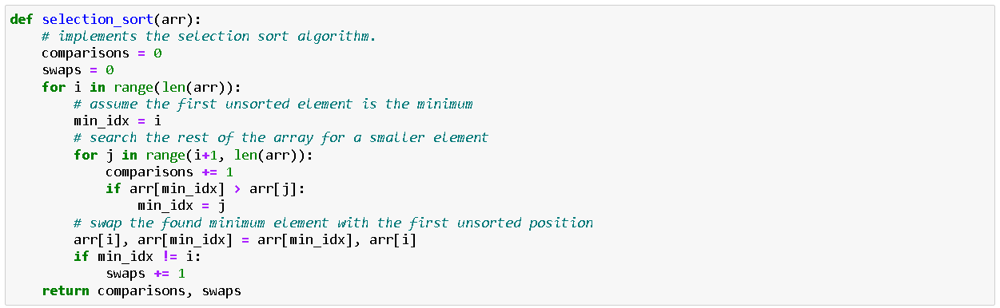 def selection_sort(arr):
    # implements the selection sort algorithm.
    comparisons = 0
    swaps = 0
    for i in range(len(arr)):
        # assume the first unsorted element is the minimum
        min_idx = i
        # search the rest of the array for a smaller element
        for j in range(i+1, len(arr)):
            comparisons += 1
            if arr[min_idx] > arr[j]:
                min_idx = j
        # swap the found minimum element with the first unsorted position
        arr[i], arr[min_idx] = arr[min_idx], arr[i]
        if min_idx != i:
            swaps += 1
    return comparisons, swaps